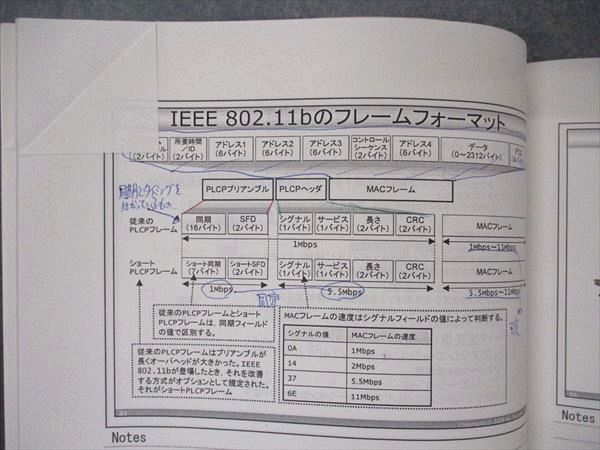 IEEE 802.11bのフレームフォーマット
(2バイト)
所要時間
/ID
(2バイト)
アドレス1
(6バイト)
アドレス2
(6バイト)
アドレス3
(6バイト)
コントロール
シーケンス
(2バイト)
アドレス4
(6バイト)
データ
(0〜2312バイト)
PLCPプリアンブル
PLCPヘッダ
MACフレーム
従来の
PLCPフレーム
同期
(16バイト)
SFD
(2バイト)
シグナル
(1バイト)
サービス
(1バイト)
長さ
(2バイト)
CRC
(2バイト)
MACフレーム
1Mbps
1Mbps〜11Mbps
ショート
PLCPフレーム
ショート同期
(7バイト)
ショートSFD
(2バイト)
シグナル
(1バイト)
サービス
(1バイト)
長さ
(2バイト)
CRC
(2バイト)
MACフレーム
1Mbps
5.5Mbps
5.5Mbps〜11Mbps
従来のPLCPフレームとショート
PLCPフレームは、同期フィールド
の値で区別する。
従来のPLCPフレームはプリアンブルが
長くオーバヘッドが大きかった。IEEE
802.11bが登場したとき、それを改善
する方式がオプションとして規定された。
それがショートPLCPフレーム
MACフレームの速度はシグナルフィールドの値によって判断する。
シグナルの値 MACフレームの速度
0A 1Mbps
14 2Mbps
37 5.5Mbps
6E 11Mbps
Notes
Notes